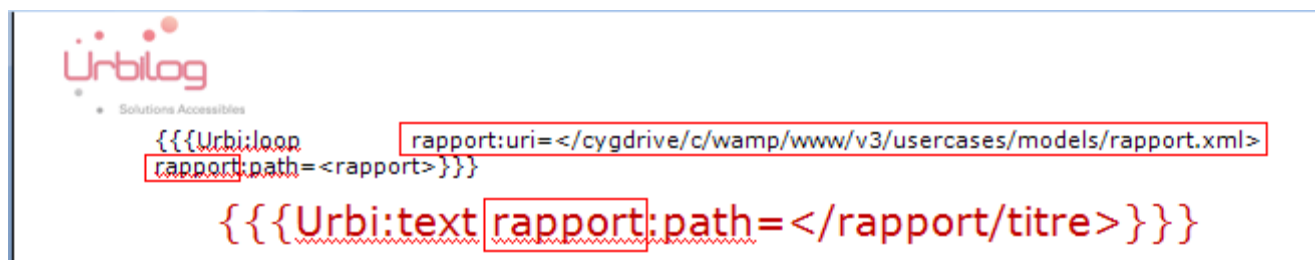 Urbilog
Solutions Accessibles
{{{Urbi:loop rapport:uri=</cygdrive/c/wamp/www/v3/usercases/models/rapport.xml>
rapport:path=<rapport>}}}
{{{Urbi:text rapport:path=</rapport/titre>}}}